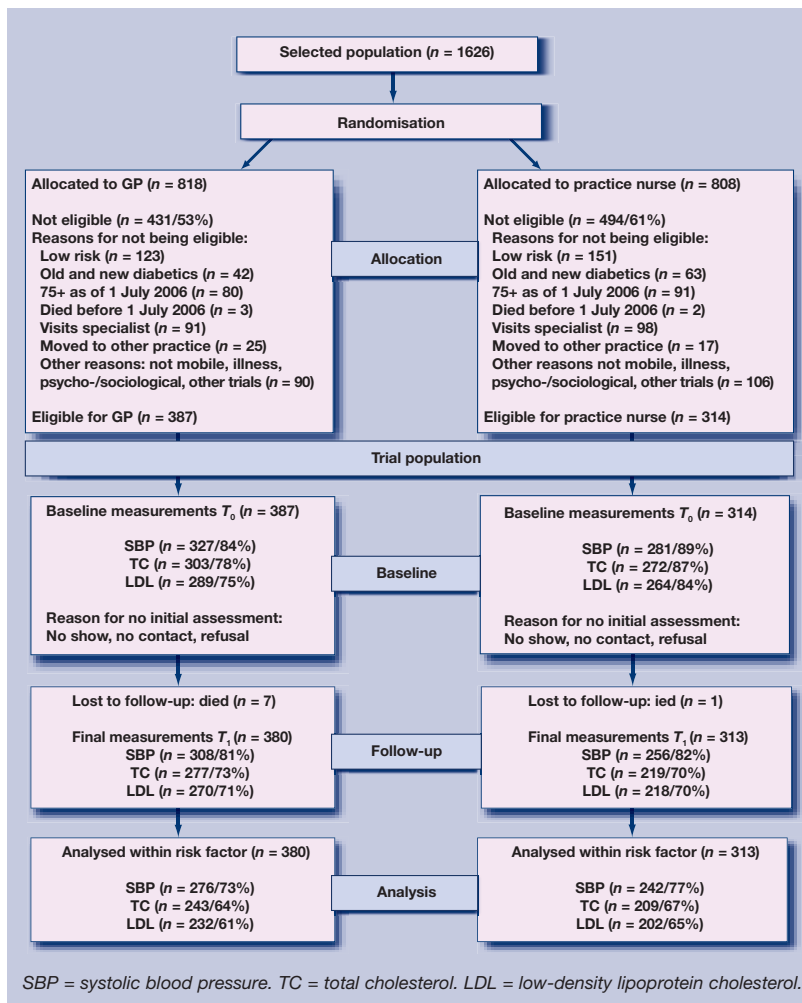 Selected population (n = 1626)
Randomisation
Allocated to GP (n = 818)
Not eligible (n = 431/53%)
Reasons for not being eligible:
Low risk (n = 123)
Old and new diabetics (n = 42)
75+ as of 1 July 2006 (n = 80)
Died before 1 July 2006 (n = 3)
Visits specialist (n = 91)
Moved to other practice (n = 25)
Other reasons: not mobile, illness,
psycho-/sociological, other trials (n = 90)
Eligible for GP (n = 387)
Allocation
Allocated to practice nurse (n = 808)
Not eligible (n = 494/61%)
Reasons for not being eligible:
Low risk (n = 151)
Old and new diabetics (n = 63)
75+ as of 1 July 2006 (n = 91)
Died before 1 July 2006 (n = 2)
Visits specialist (n = 98)
Moved to other practice (n = 17)
Other reasons not mobile, illness,
psycho-/sociological, other trials (n = 106)
Eligible for practice nurse (n = 314)
Trial population
Baseline measurements T0 (n = 387)
SBP (n = 327/84%)
TC (n = 303/78%)
LDL (n = 289/75%)
Reason for no initial assessment:
No show, no contact, refusal
Baseline
Baseline measurements T0 (n = 314)
SBP (n = 281/89%)
TC (n = 272/87%)
LDL (n = 264/84%)
Reason for no initial assessment:
No show, no contact, refusal
Lost to follow-up: died (n = 7)
Final measurements T1 (n = 380)
SBP (n = 308/81%)
TC (n = 277/73%)
LDL (n = 270/71%)
Follow-up
Lost to follow-up: ied (n = 1)
Final measurements T1 (n = 313)
SBP (n = 256/82%)
TC (n = 219/70%)
LDL (n = 218/70%)
Analysed within risk factor (n = 380)
SBP (n = 276/73%)
TC (n = 243/64%)
LDL (n = 232/61%)
Analysis
Analysed within risk factor (n = 313)
SBP (n = 242/77%)
TC (n = 209/67%)
LDL (n = 202/65%)
SBP = systolic blood pressure. TC = total cholesterol. LDL = low-density lipoprotein cholesterol.